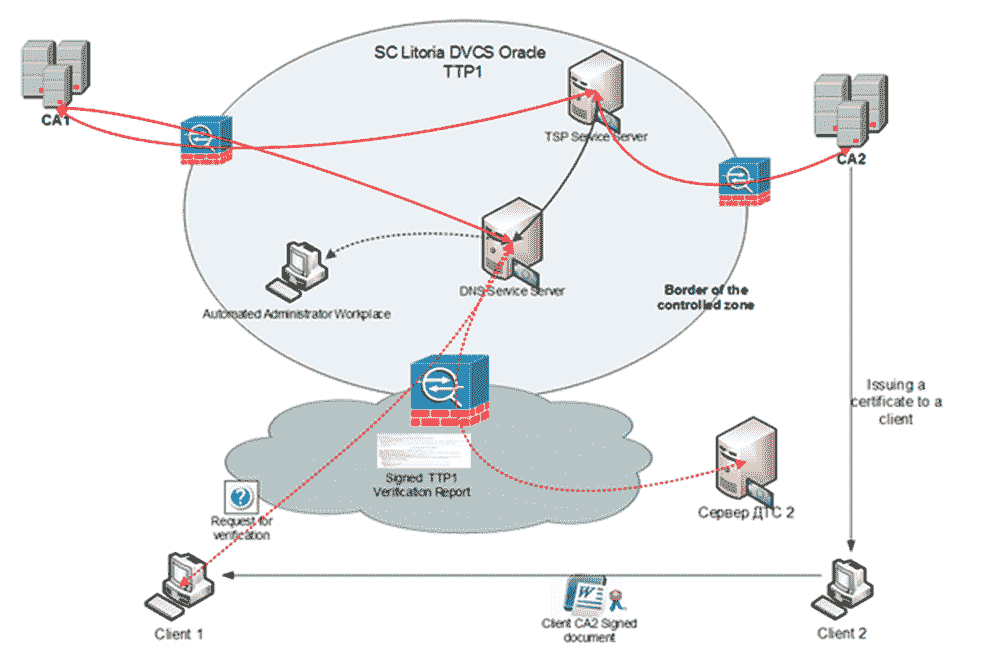 SC Litoria DVCS Oracle
TTP1
CA1
TSP Service Server
CA2
DNS Service Server
Automated Administrator Workplace
Border of the
controlled zone
Issuing a
certificate to a
client
Signed TTP1
Verification Report
Сервер ДТС 2
?
Request for
verification
W
Client CA2 Signed
document
Client 1
Client 2